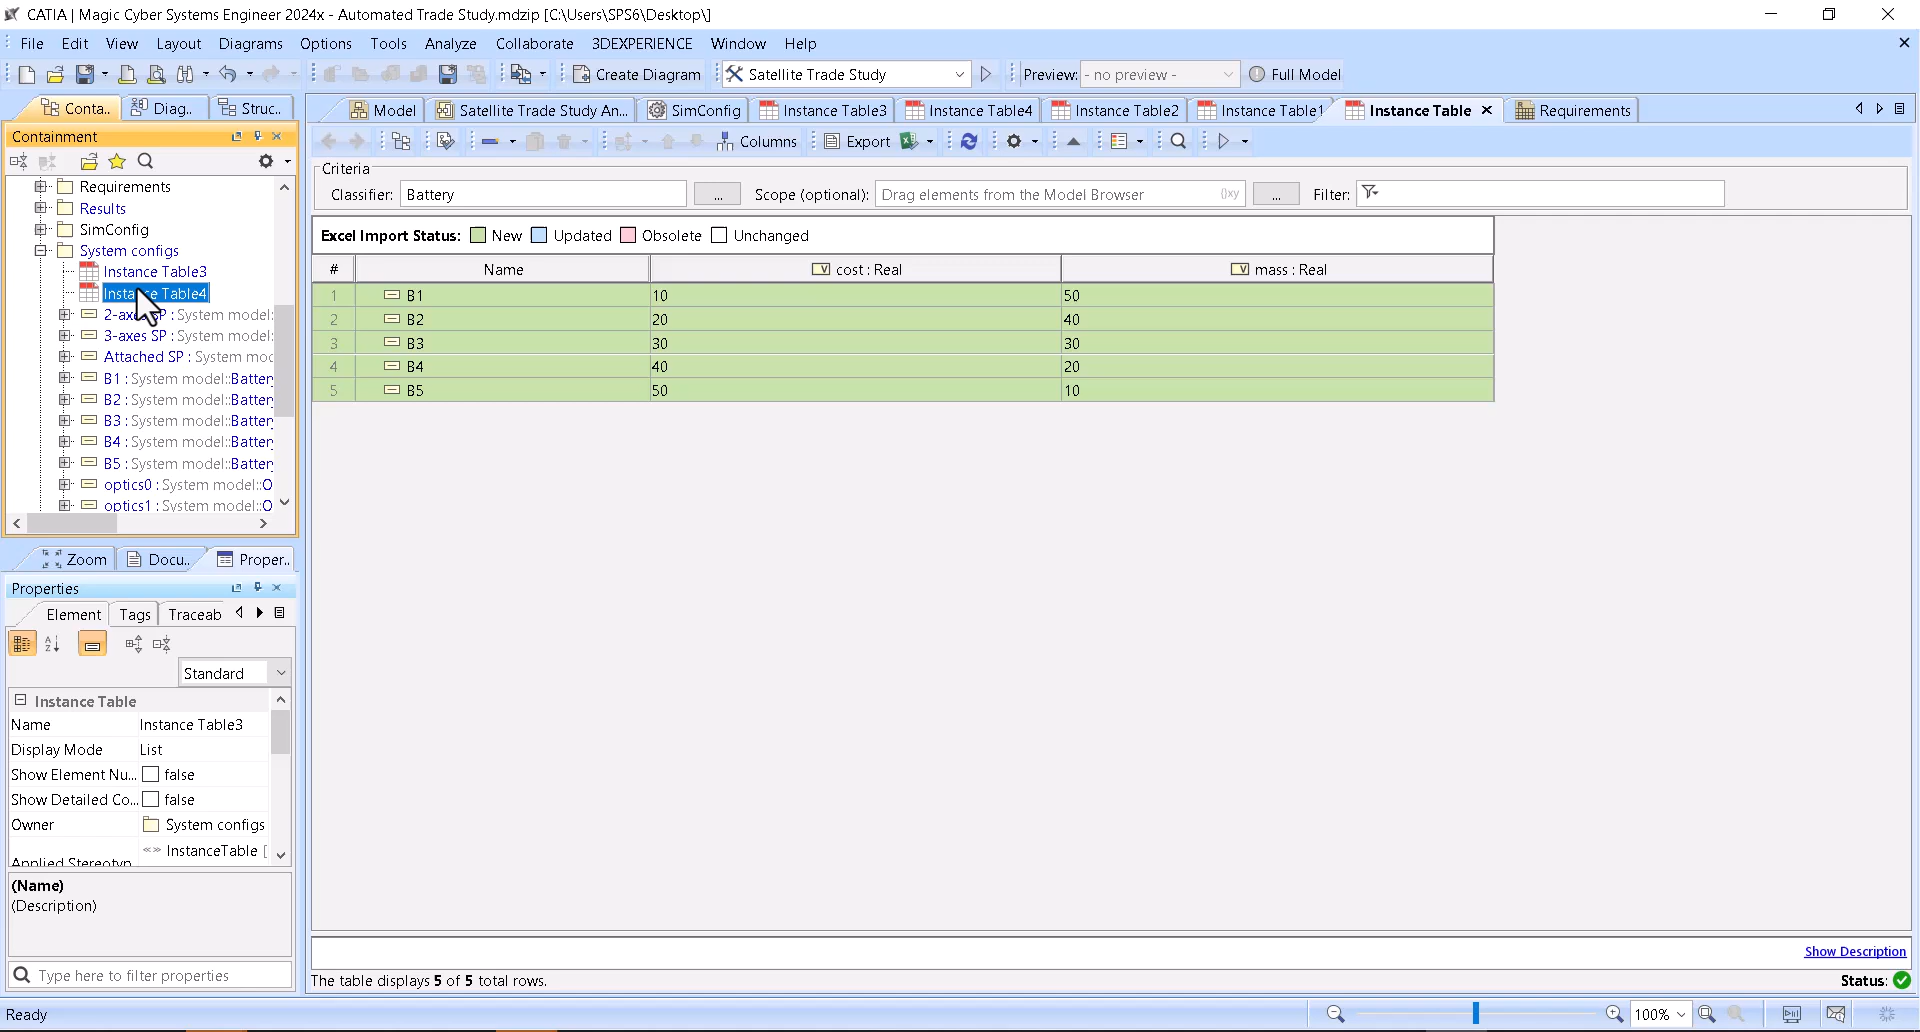 CATIA | Magic Cyber Systems Engineer 2024x - Automated Trade Study.mdzip [C:\Users\SPS6\Desktop\]
File Edit View Layout Diagrams Options Tools Analyze Collaborate 3DEXPERIENCE Window Help
Create Diagram Satellite Trade Study Preview: - no preview - Full Model
Conta.. Diag.. Struc... Model Satellite Trade Study An... SimConfig Instance Table3 Instance Table4 Instance Table2 Instance Table1 Instance Table Requirements
Containment
Columns Export
Criteria
Classifier: Battery ... Scope (optional): Drag elements from the Model Browser ... Filter:
Requirements
Results
SimConfig
System configs
Instance Table3
Instance Table4
2-axes SP : System model:
3-axes SP : System model:
Attached SP : System mod
B1 : System model::Batter
B2 : System model::Batter
B3 : System model::Batter
B4 : System model::Batter
B5 : System model::Batter
optics0 : System model::O
optics1 : System model::O
Excel Import Status: New Updated Obsolete Unchanged
# Name cost : Real mass : Real
1 B1 10 50
2 B2 20 40
3 B3 30 30
4 B4 40 20
5 B5 50 10
Zoom Docu.. Proper..
Properties
Element Tags Traceab
Standard
Instance Table
Name Instance Table3
Display Mode List
Show Element Nu... false
Show Detailed Co... false
Owner System configs
Applied Stereotyp InstanceTable [
(Name)
(Description)
Type here to filter properties
Show Description
The table displays 5 of 5 total rows. Status:
Ready 100%